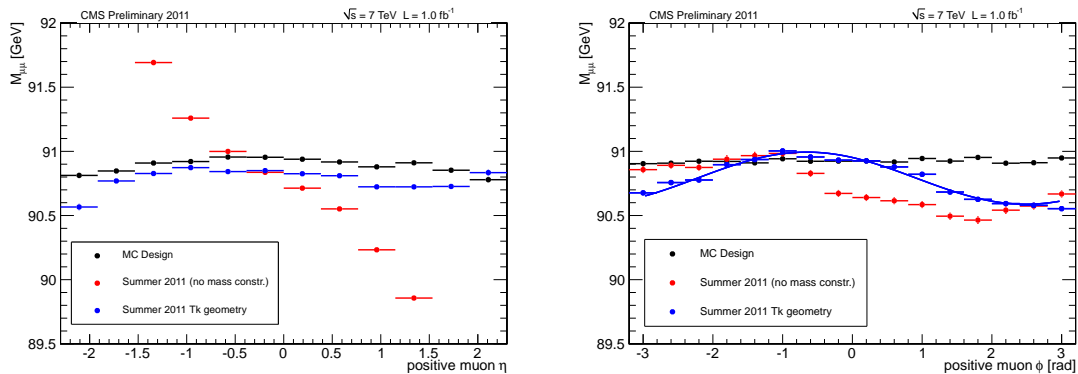 CMS Preliminary 2011 √s = 7 TeV L = 1.0 fb⁻¹
M_μμ [GeV]
92
91.5
91
90.5
90
89.5
MC Design
Summer 2011 (no mass constr.)
Summer 2011 Tk geometry
-2 -1.5 -1 -0.5 0 0.5 1 1.5 2
positive muon η
CMS Preliminary 2011 √s = 7 TeV L = 1.0 fb⁻¹
M_μμ [GeV]
92
91.5
91
90.5
90
89.5
MC Design
Summer 2011 (no mass constr.)
Summer 2011 Tk geometry
-3 -2 -1 0 1 2 3
positive muon ϕ [rad]